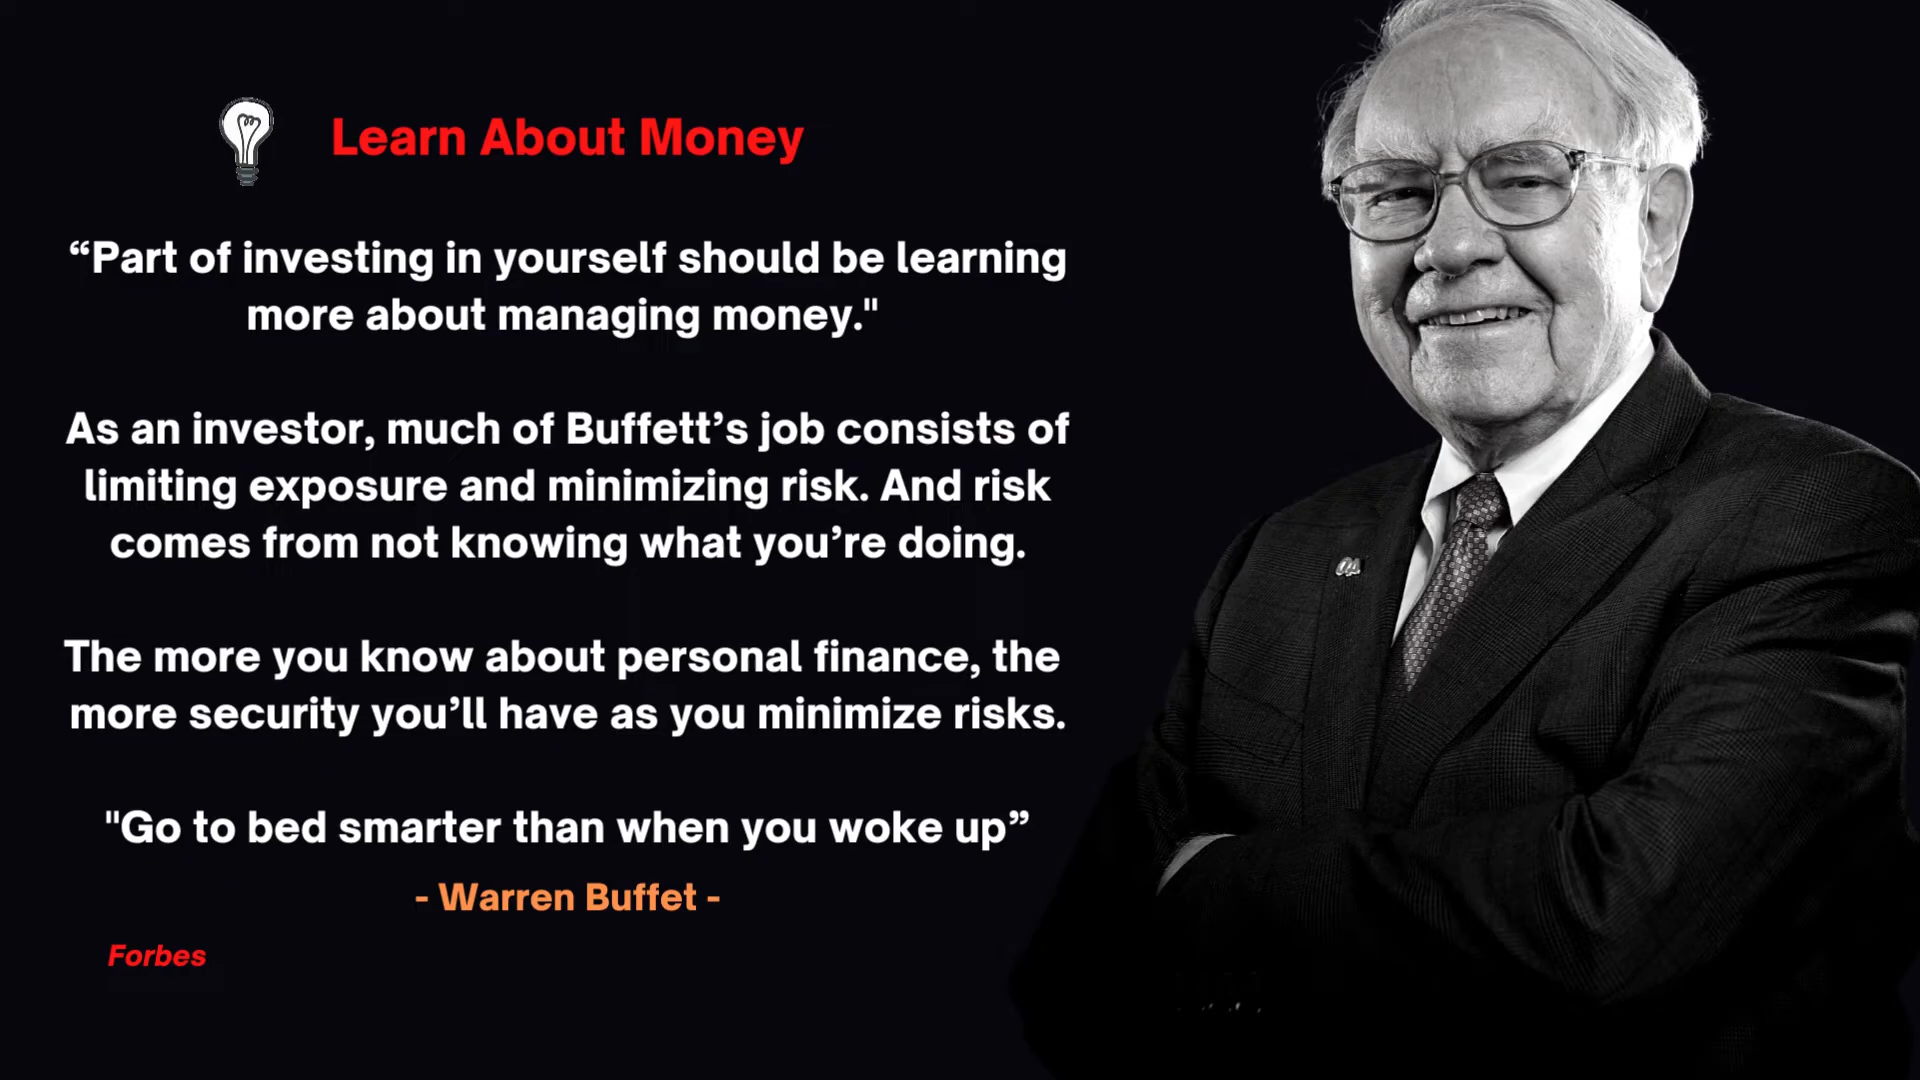 Learn About Money
“Part of investing in yourself should be learning
more about managing money."
As an investor, much of Buffett’s job consists of
limiting exposure and minimizing risk. And risk
comes from not knowing what you’re doing.
The more you know about personal finance, the
more security you’ll have as you minimize risks.
"Go to bed smarter than when you woke up”
- Warren Buffet -
Forbes